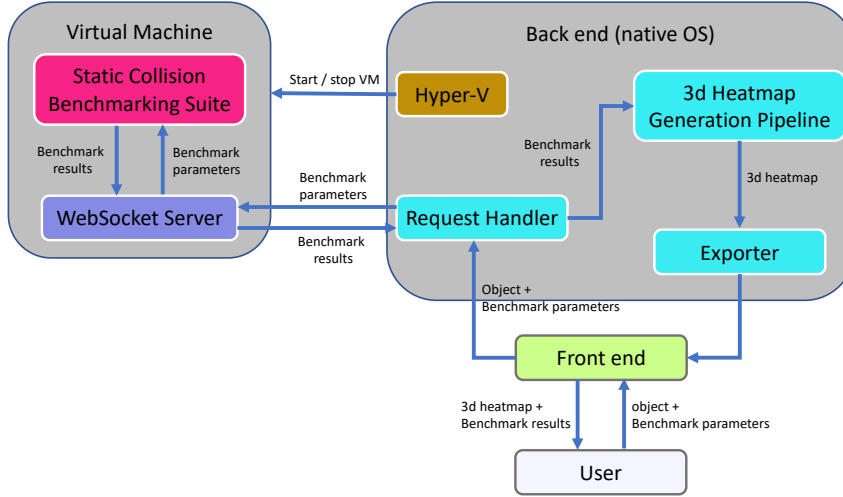 Virtual Machine
Back end (native OS)
Static Collision
Benchmarking Suite
Start / stop VM
Hyper-V
3d Heatmap
Generation Pipeline
Benchmark
results
Benchmark
parameters
Benchmark
results
Benchmark
parameters
3d heatmap
WebSocket Server
Request Handler
Benchmark
results
Exporter
Object +
Benchmark parameters
Front end
3d heatmap +
Benchmark results
object +
Benchmark parameters
User